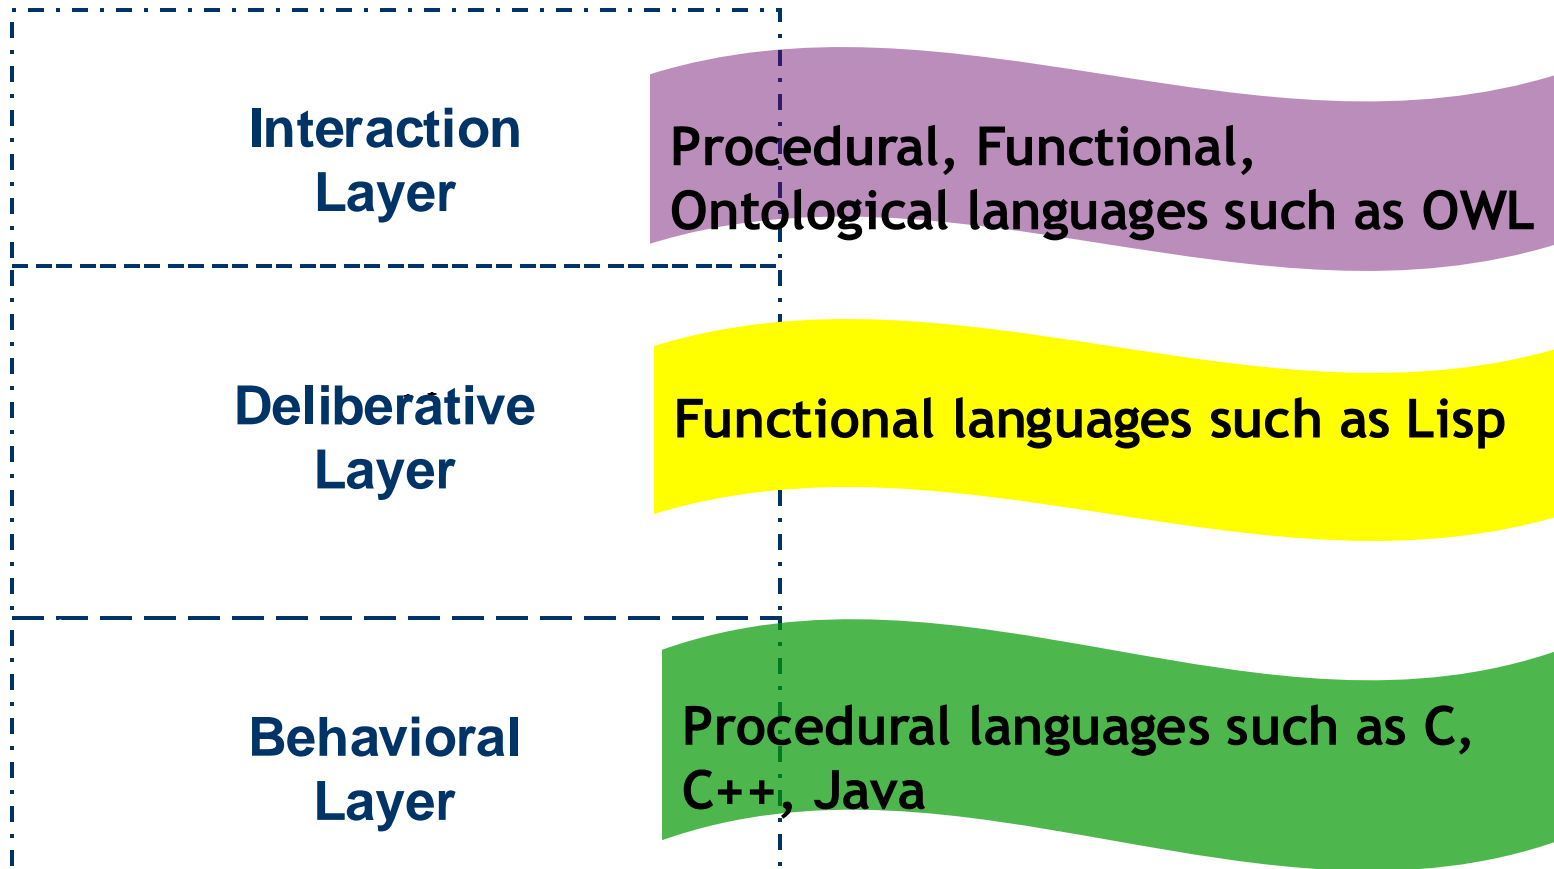 Interaction
Layer
Procedural, Functional,
Ontological languages such as OWL
Deliberative
Layer
Functional languages such as Lisp
Behavioral
Layer
Procedural languages such as C,
C++, Java